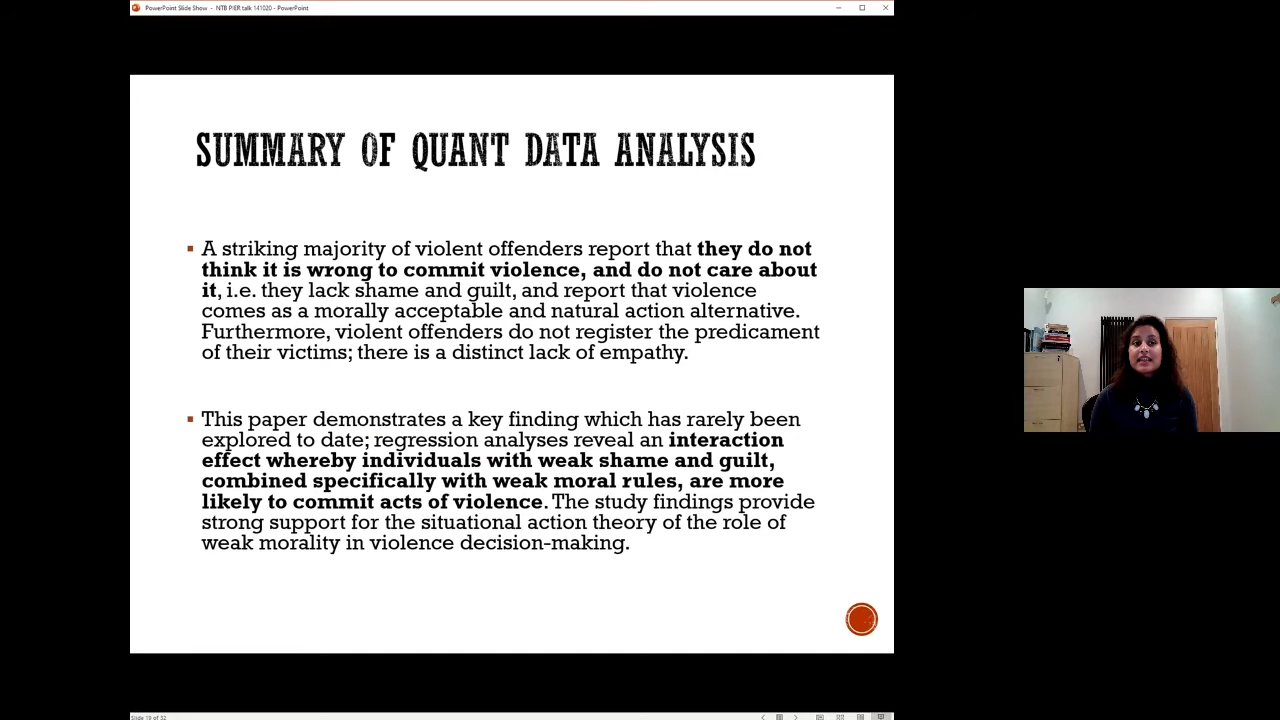 PowerPoint Slide Show - NTB PIER talk 141020 - PowerPoint
SUMMARY OF QUANT DATA ANALYSIS
A striking majority of violent offenders report that they do not
think it is wrong to commit violence, and do not care about
it, i.e. they lack shame and guilt, and report that violence
comes as a morally acceptable and natural action alternative.
Furthermore, violent offenders do not register the predicament
of their victims; there is a distinct lack of empathy.
This paper demonstrates a key finding which has rarely been
explored to date; regression analyses reveal an interaction
effect whereby individuals with weak shame and guilt,
combined specifically with weak moral rules, are more
likely to commit acts of violence. The study findings provide
strong support for the situational action theory of the role of
weak morality in violence decision-making.
Slide 19 of 32